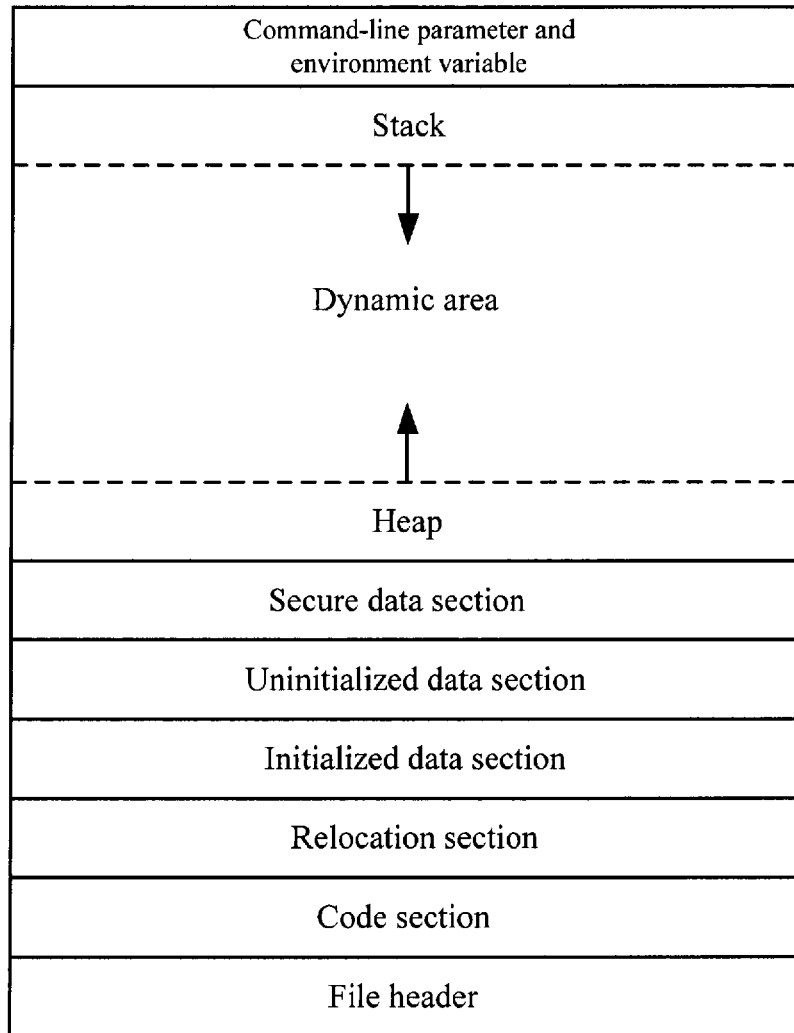 Command-line parameter and
environment variable
Stack
Dynamic area
Heap
Secure data section
Uninitialized data section
Initialized data section
Relocation section
Code section
File header